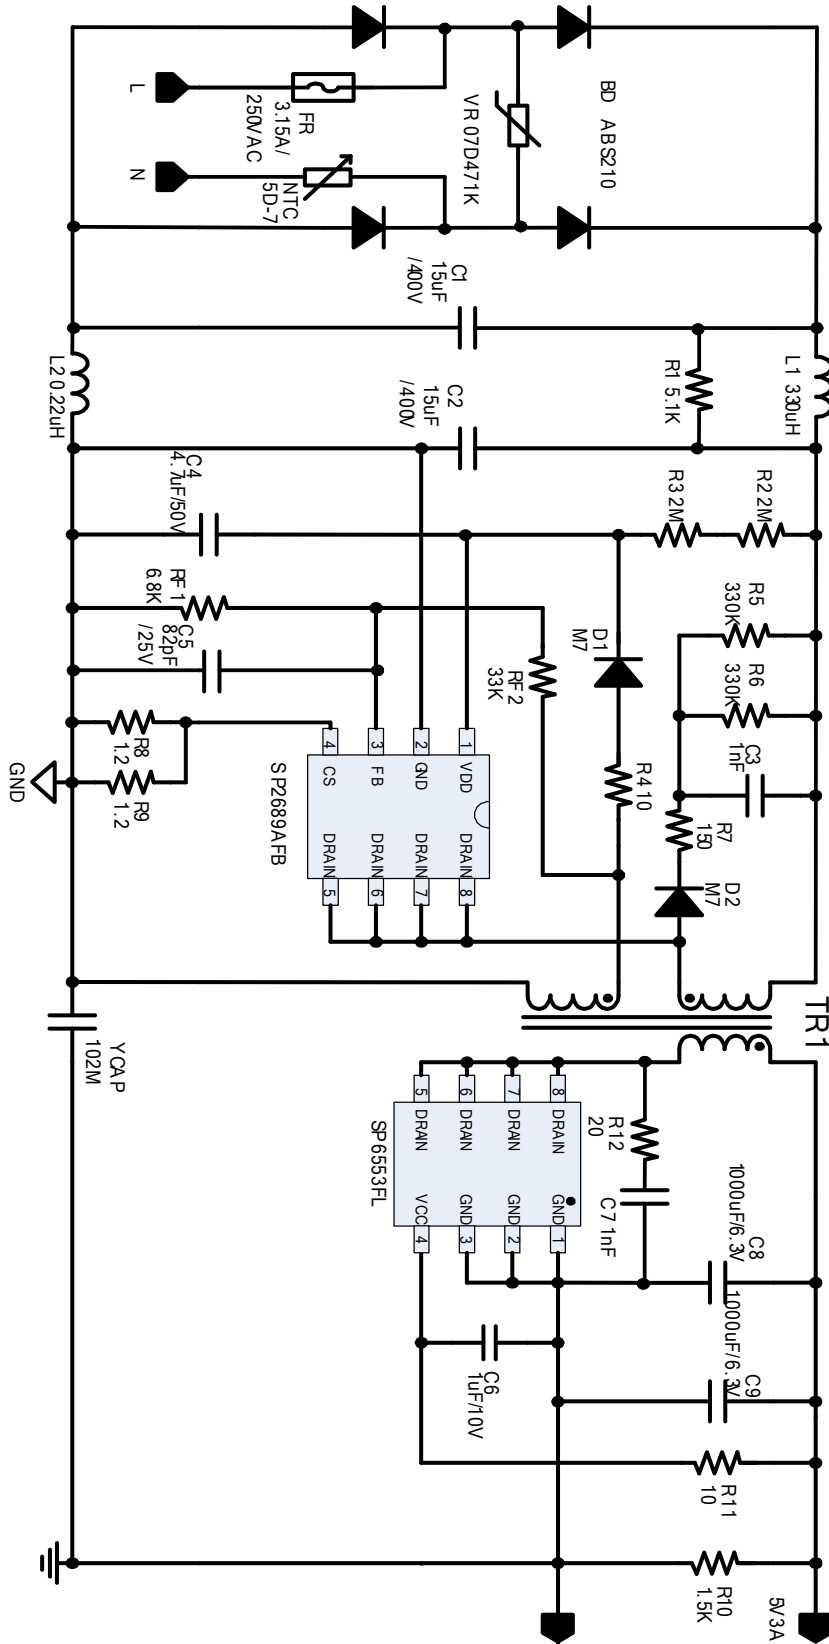 L
FR
3.15A/
250VAC
N
NTC
5D-7
VR 07D471K
BD ABS210
C1
15uF
/400V
L2 0.22uH
C2
15uF
/400V
R1 5.1K
L1 330uH
C4
4.7uF/50V
R3 2M
R2 2M
RF1
6.8K
C5
82pF
/25V
RF2
33K
D1
M7
R4 10
R5
330K
R6
330K
C3
1nF
R7
150
D2
M7
R8
1.2
R9
1.2
GND
SP2689AFB
4 CS
3 FB
2 GND
1 VDD
DRAIN 5
DRAIN 6
DRAIN 7
DRAIN 8
TR1
YCAP
102M
SP6553FL
5 DRAIN
6 DRAIN
7 DRAIN
8 DRAIN
VCC 4
GND 3
GND 2
GND 1
R12
20
C7 1nF
C8
1000uF/6.3V
C9
1000uF/6.3V
C6
1uF/10V
R11
10
R10
1.5K
5V3A